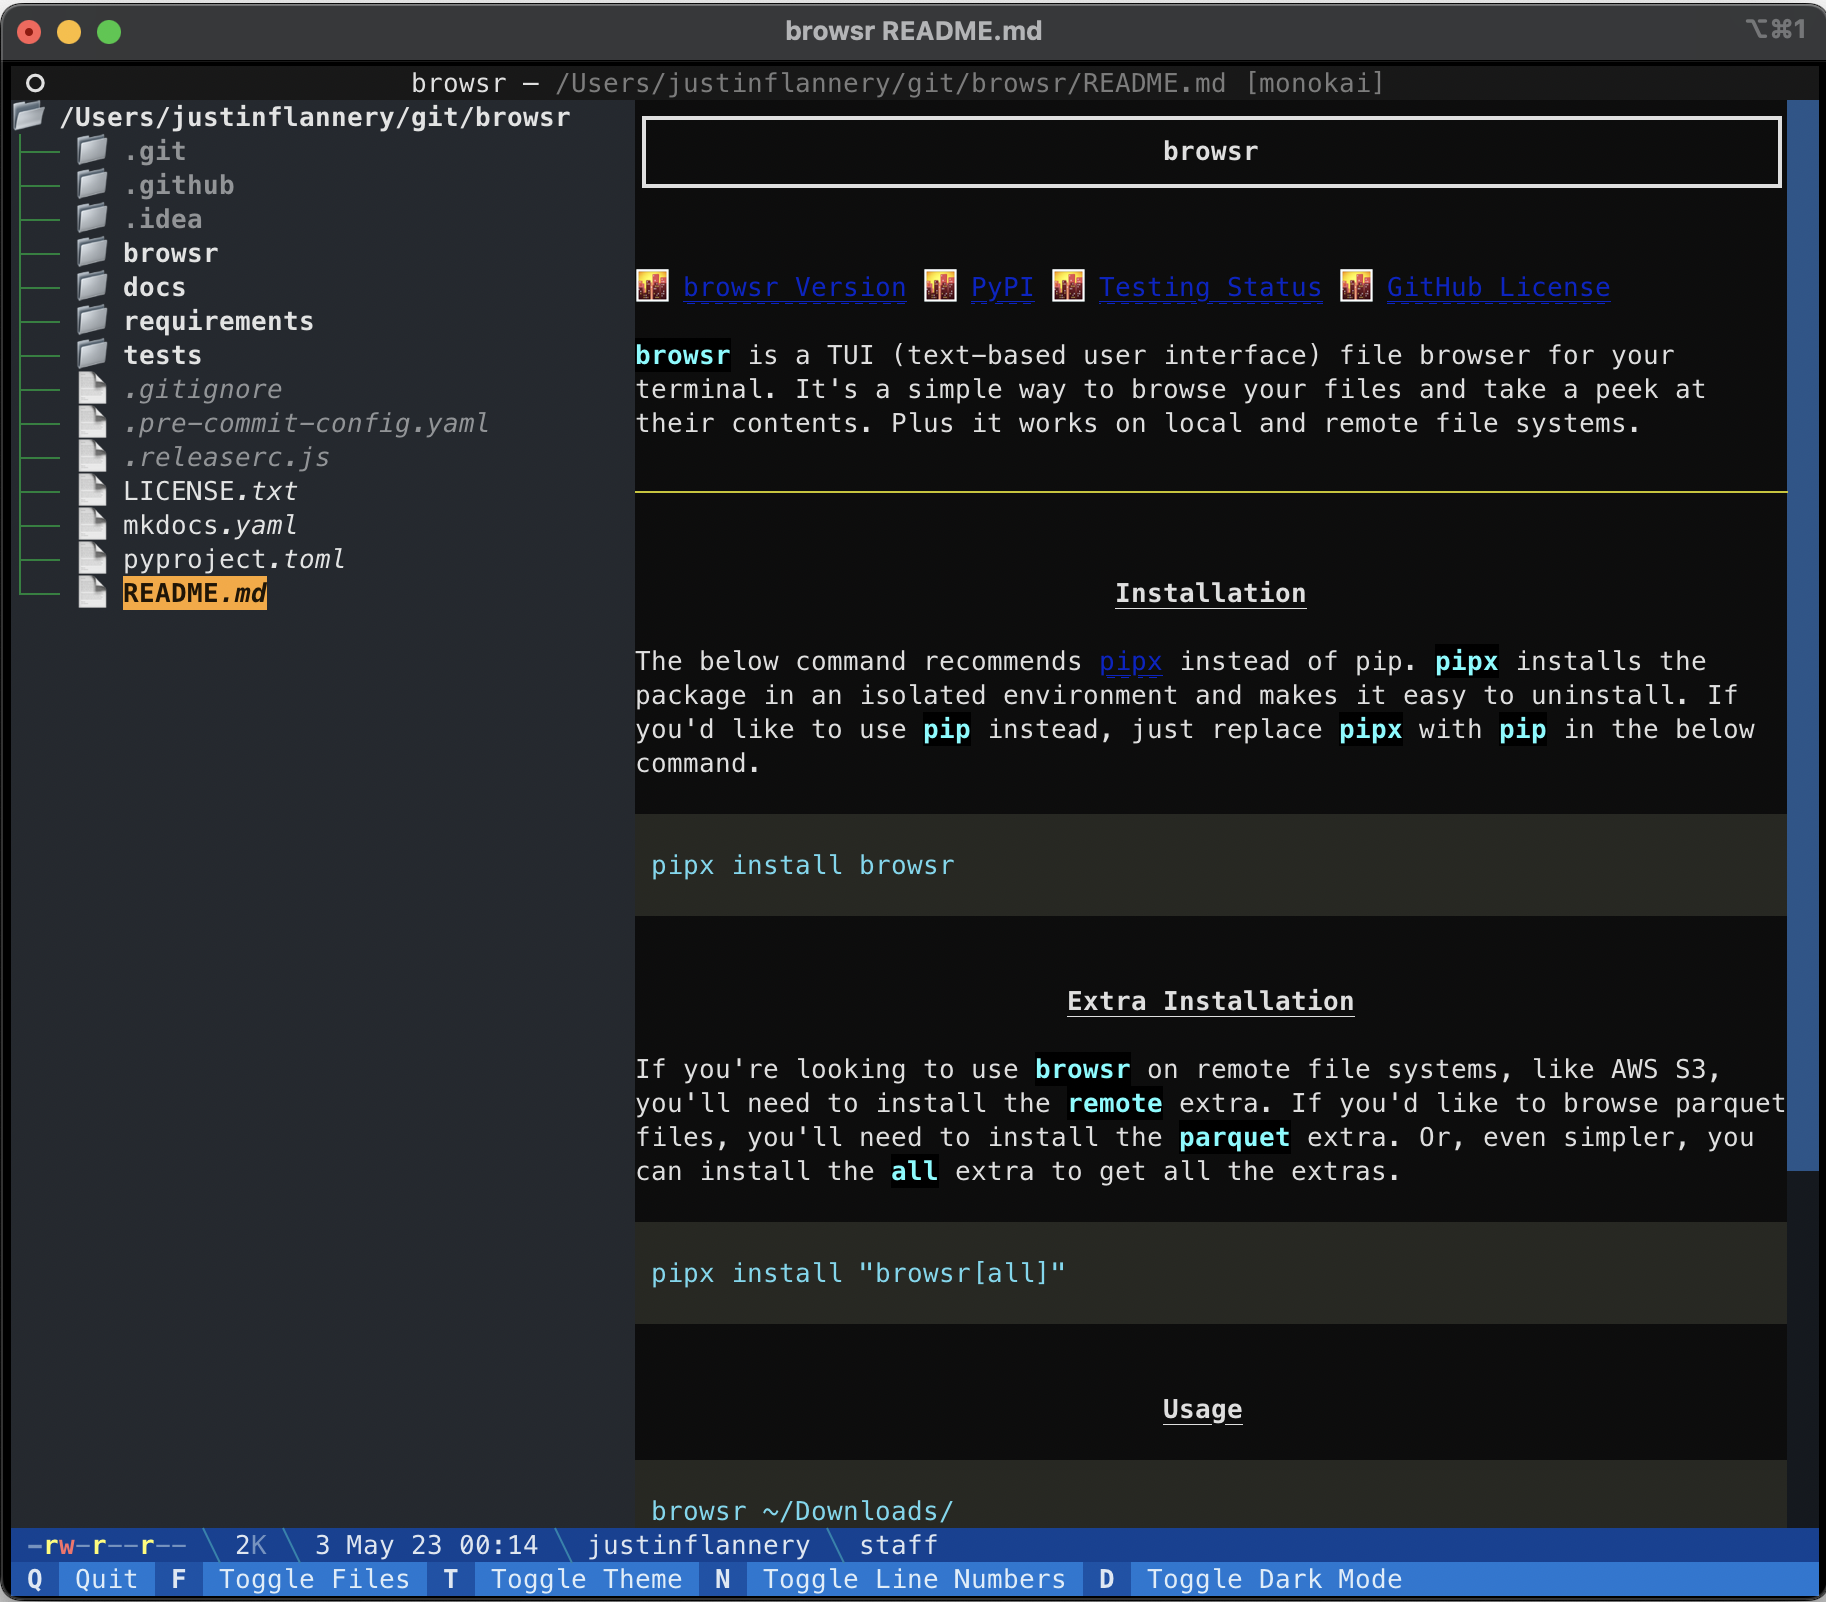 browsr README.md
⌥⌘1
browsr — /Users/justinflannery/git/browsr/README.md [monokai]
/Users/justinflannery/git/browsr
.git
.github
.idea
browsr
docs
requirements
tests
.gitignore
.pre-commit-config.yaml
.releaserc.js
LICENSE.txt
mkdocs.yaml
pyproject.toml
README.md
browsr
browsr Version PyPI Testing Status GitHub License
browsr is a TUI (text-based user interface) file browser for your
terminal. It's a simple way to browse your files and take a peek at
their contents. Plus it works on local and remote file systems.
Installation
The below command recommends pipx instead of pip. pipx installs the
package in an isolated environment and makes it easy to uninstall. If
you'd like to use pip instead, just replace pipx with pip in the below
command.
pipx install browsr
Extra Installation
If you're looking to use browsr on remote file systems, like AWS S3,
you'll need to install the remote extra. If you'd like to browse parquet
files, you'll need to install the parquet extra. Or, even simpler, you
can install the all extra to get all the extras.
pipx install "browsr[all]"
Usage
browsr ~/Downloads/
-rw-r--r-- 2K 3 May 23 00:14 justinflannery staff
Q Quit F Toggle Files T Toggle Theme N Toggle Line Numbers D Toggle Dark Mode